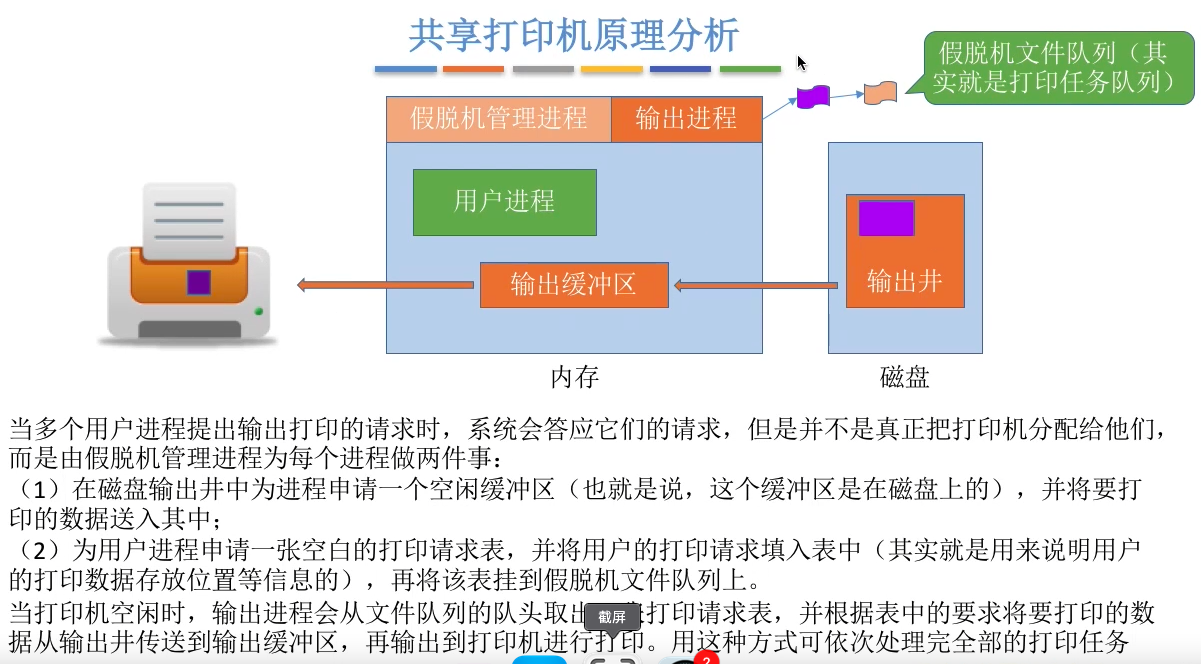 共享打印机原理分析
假脱机文件队列（其
实就是打印任务队列）
假脱机管理进程
输出进程
用户进程
输出缓冲区
输出井
内存
磁盘
当多个用户进程提出输出打印的请求时，系统会答应它们的请求，但是并不是真正把打印机分配给他们，
而是由假脱机管理进程为每个进程做两件事：
（1）在磁盘输出井中为进程申请一个空闲缓冲区（也就是说，这个缓冲区是在磁盘上的），并将要打
印的数据送入其中；
（2）为用户进程申请一张空白的打印请求表，并将用户的打印请求填入表中（其实就是用来说明用户
的打印数据存放位置等信息的），再将该表挂到假脱机文件队列上。
当打印机空闲时，输出进程会从文件队列的队头取出打印请求表，并根据表中的要求将要打印的数
据从输出井传送到输出缓冲区，再输出到打印机进行打印。用这种方式可依次处理完全部的打印任务
截屏
2